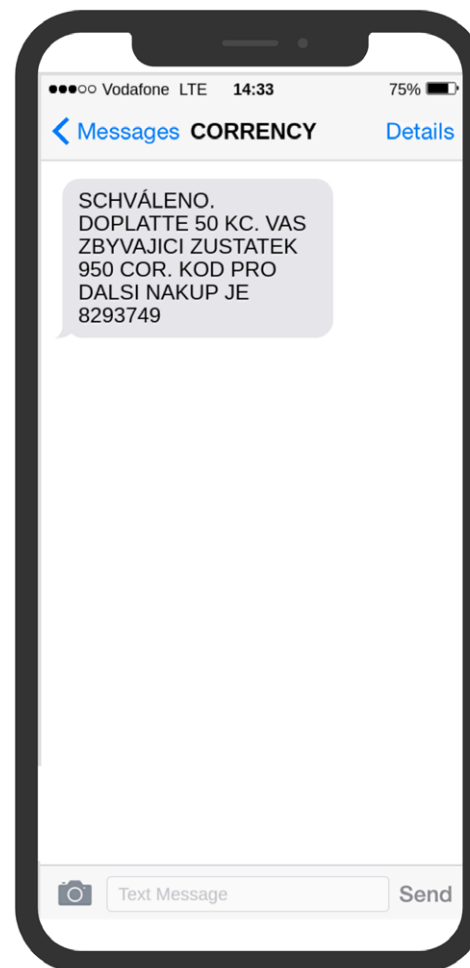 Vodafone LTE 14:33 75%
Messages CORRENCY Details
SCHVÁLENO.
DOPLATTE 50 KC. VAS
ZBYVAJICI ZUSTATEK
950 COR. KOD PRO
DALSI NAKUP JE
8293749
Text Message Send